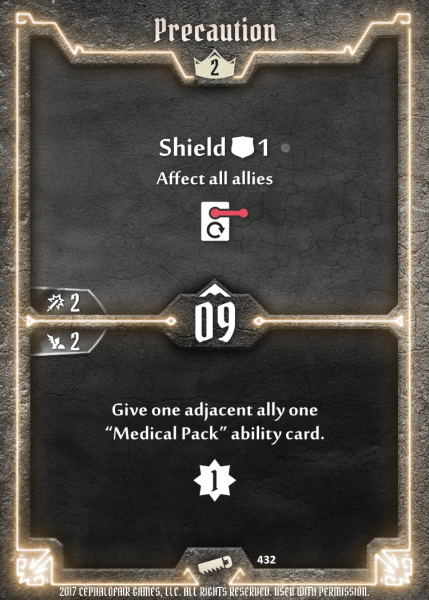 Precaution
2
Shield 1
Affect all allies
2
09
2
Give one adjacent ally one
“Medical Pack” ability card.
1
432
2017 CEPHALOFAIR GAMES, LLC. ALL RIGHTS RESERVED. USED WITH PERMISSION.